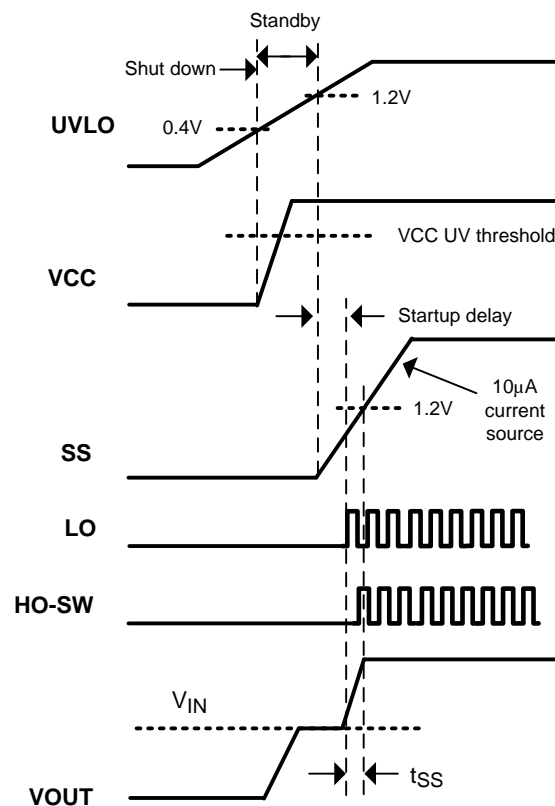 Standby
Shut down
1.2V
0.4V
UVLO
VCC UV threshold
VCC
Startup delay
10μA
current
source
1.2V
SS
LO
HO-SW
VIN
tSS
VOUT